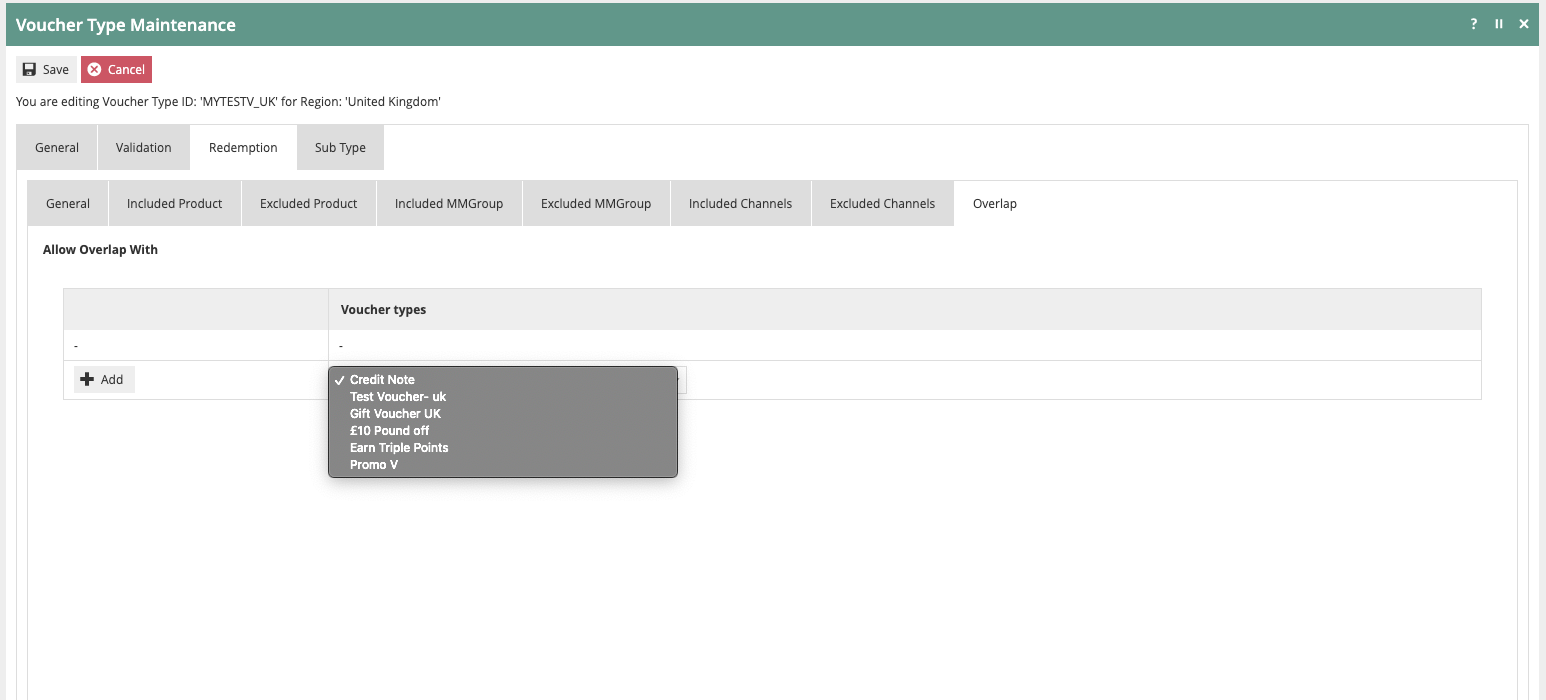 Voucher Type Maintenance
?
Save Cancel
You are editing Voucher Type ID: 'MYTESTV_UK' for Region: 'United Kingdom'
General Validation Redemption Sub Type
General Included Product Excluded Product Included MMGroup Excluded MMGroup Included Channels Excluded Channels Overlap
Allow Overlap With
Voucher types
- -
Add
✓ Credit Note
Test Voucher- uk
Gift Voucher UK
£10 Pound off
Earn Triple Points
Promo V